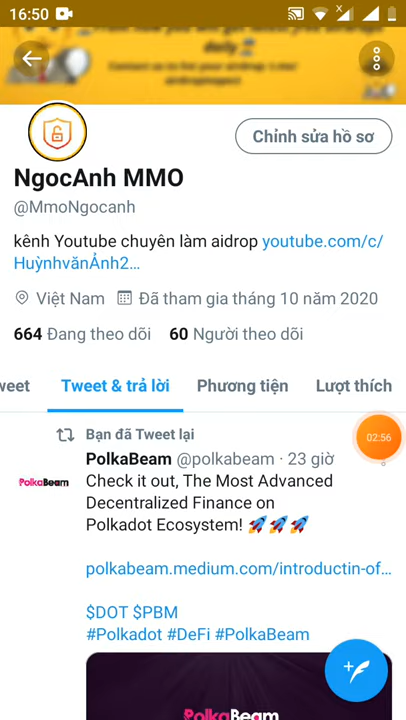 16:50
daily
Chỉnh sửa hồ sơ
NgocAnh MMO
@MmoNgocanh
kênh Youtube chuyên làm aidrop youtube.com/c/
HuỳnhvănẢnh2…
Việt Nam Đã tham gia tháng 10 năm 2020
664 Đang theo dõi 60 Người theo dõi
weet Tweet & trả lời Phương tiện Lượt thích
Bạn đã Tweet lại
02:56
PolkaBeam @polkabeam · 23 giờ
PolkaBeam
Check it out, The Most Advanced
Decentralized Finance on
Polkadot Ecosystem! 🚀🚀🚀
polkabeam.medium.com/introductin-of…
$DOT $PBM
#Polkadot #DeFi #PolkaBeam
PolkaBeam